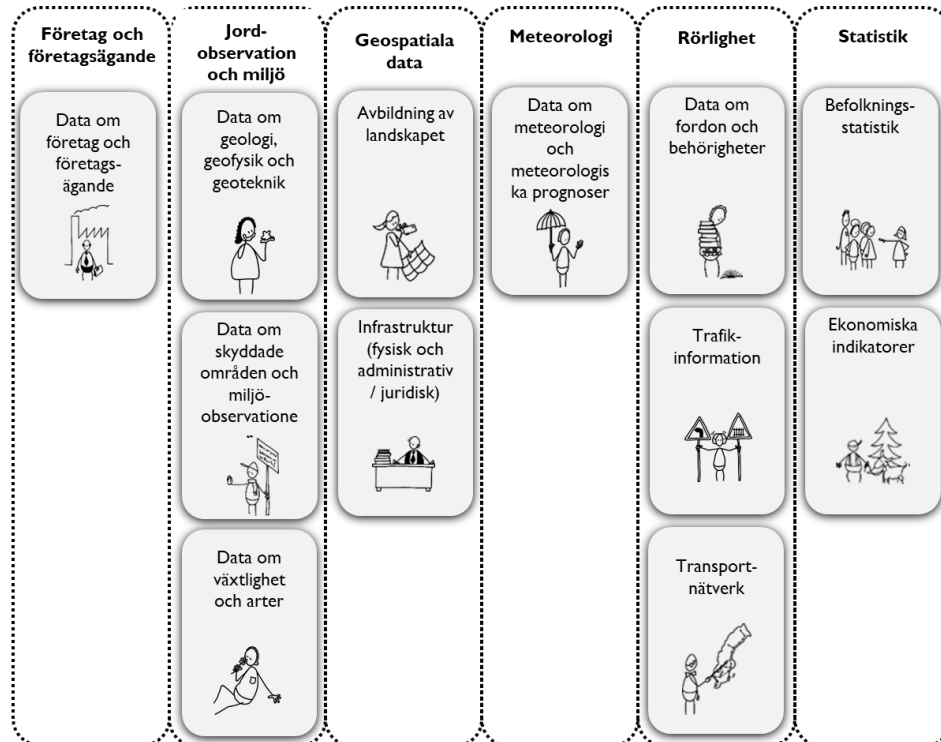 Företag och
företagsägande
Data om
företag och
företags-
ägande
Jord-
observation
och miljö
Data om
geologi,
geofysik och
geoteknik
Data om
skyddade
områden och
miljö-
observatione
Data om
växtlighet
och arter
Geospatiala
data
Avbildning av
landskapet
Infrastruktur
(fysisk och
administrativ
/ juridisk)
Meteorologi
Data om
meteorologi
och
meteorologis
ka prognoser
Rörlighet
Data om
fordon och
behörigheter
Trafik-
information
Transport-
nätverk
Statistik
Befolknings-
statistik
Ekonomiska
indikatorer